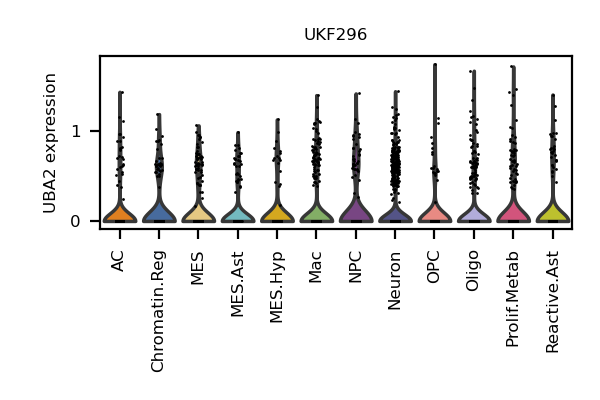 UKF296
UBA2 expression
1
0
AC
Chromatin.Reg
MES
MES.Ast
MES.Hyp
Mac
NPC
Neuron
OPC
Oligo
Prolif.Metab
Reactive.Ast